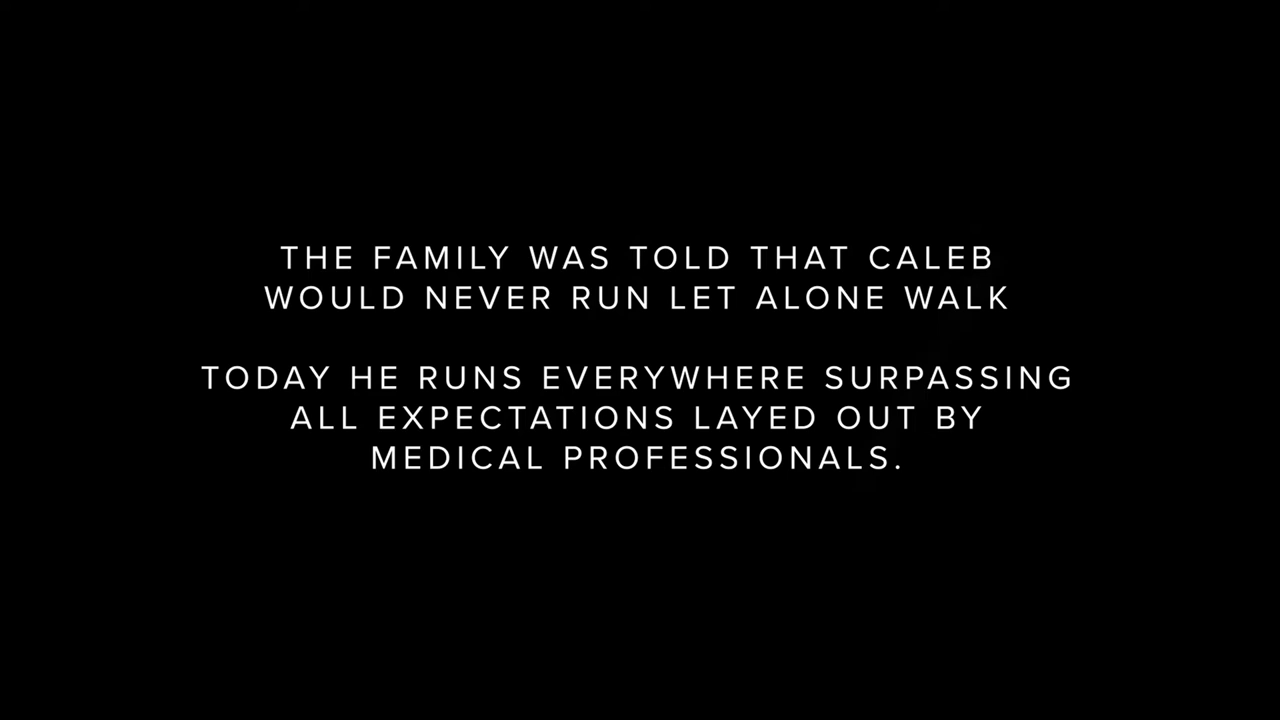 THE FAMILY WAS TOLD THAT CALEB
WOULD NEVER RUN LET ALONE WALK
TODAY HE RUNS EVERYWHERE SURPASSING
ALL EXPECTATIONS LAYED OUT BY
MEDICAL PROFESSIONALS.